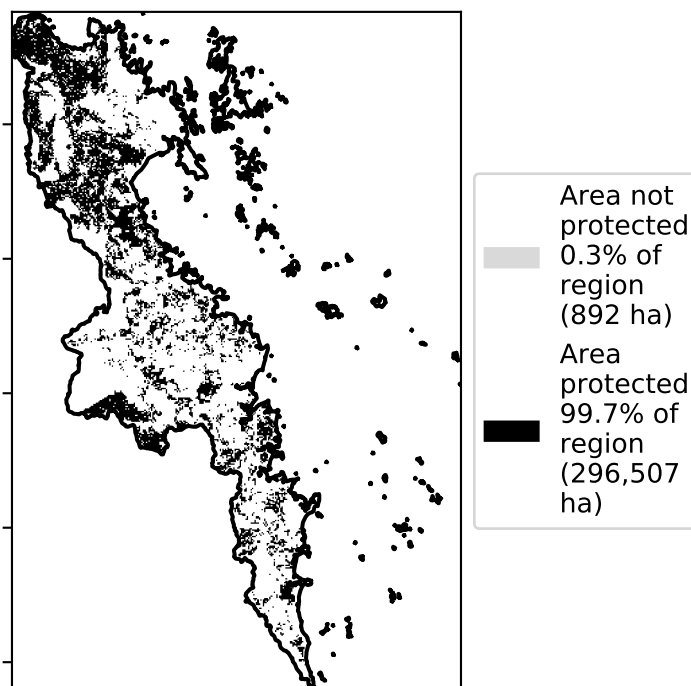 Area not
protected
0.3% of
region
(892 ha)
Area
protected
99.7% of
region
(296,507
ha)